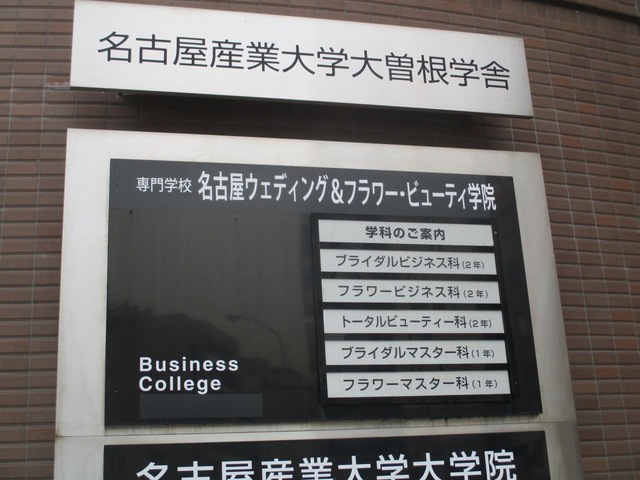 名古屋産業大学大曽根学舎
専門学校 名古屋ウェディング&フラワー・ビューティ学院
学科のご案内
ブライダルビジネス科(2年)
フラワービジネス科(2年)
トータルビューティー科(2年)
ブライダルマスター科(1年)
フラワーマスター科(1年)
Business
College
名古屋産業大学大学院